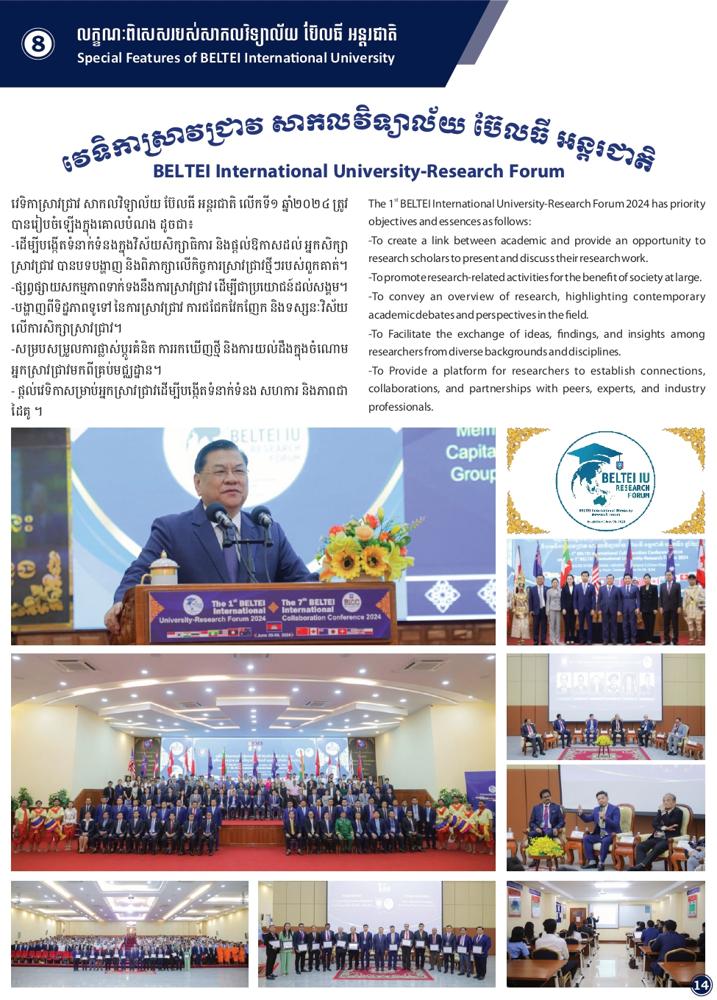 8
លក្ខណៈពិសេសរបស់សាកលវិទ្យាល័យ ប៊ែលធី អន្តរជាតិ
Special Features of BELTEI International University
វេទិកាស្រាវជ្រាវ សាកលវិទ្យាល័យ ប៊ែលធី អន្តរជាតិ
BELTEI International University-Research Forum
វេទិកាស្រាវជ្រាវ សាកលវិទ្យាល័យ ប៊ែលធី អន្តរជាតិ លើកទី១ ឆ្នាំ២០២៤ ត្រូវ
បានរៀបចំឡើងក្នុងគោលបំណង ដូចជា៖
-ដើម្បីបង្កើតទំនាក់ទំនងក្នុងវិស័យសិក្សាធិការ និងផ្តល់ឱកាសដល់ អ្នកសិក្សា
ស្រាវជ្រាវ បានបទបង្ហាញ និងពិភាក្សាលើកិច្ចការស្រាវជ្រាវថ្មីៗរបស់ពួកគាត់។
-ផ្សព្វផ្សាយសកម្មភាពទាក់ទងនឹងការស្រាវជ្រាវ ដើម្បីជាប្រយោជន៍ដល់សង្គម។
-បង្ហាញពីទិដ្ឋភាពទូទៅ នៃការស្រាវជ្រាវ ការជជែកវែកញែក និងទស្សនៈវិស័យ
លើការសិក្សាស្រាវជ្រាវ។
-សម្របសម្រួលការផ្លាស់ប្តូរគំនិត ការរកឃើញថ្មី និងការយល់ដឹងក្នុងចំណោម
អ្នកស្រាវជ្រាវមកពីគ្រប់មជ្ឈដ្ឋាន។
- ផ្តល់វេទិកាសម្រាប់អ្នកស្រាវជ្រាវដើម្បីបង្កើតទំនាក់ទំនង សហការ និងភាពជា
ដៃគូ ។
The 1st BELTEI International University-Research Forum 2024 has priority
objectives and essences as follows:
-To create a link between academic and provide an opportunity to
research scholars to present and discuss their research work.
-To promote research-related activities for the benefit of society at large.
-To convey an overview of research, highlighting contemporary
academic debates and perspectives in the field.
-To Facilitate the exchange of ideas, findings, and insights among
researchers from diverse backgrounds and disciplines.
-To Provide a platform for researchers to establish connections,
collaborations, and partnerships with peers, experts, and industry
professionals.
BELTEI IU
RESEARCH
FORUM
Capita
Group
The 1st BELTEI
International
University-Research Forum 2024
The 7th BELTEI
International
Collaboration Conference 2024
BELTEI IU
RESEARCH
FORUM
14